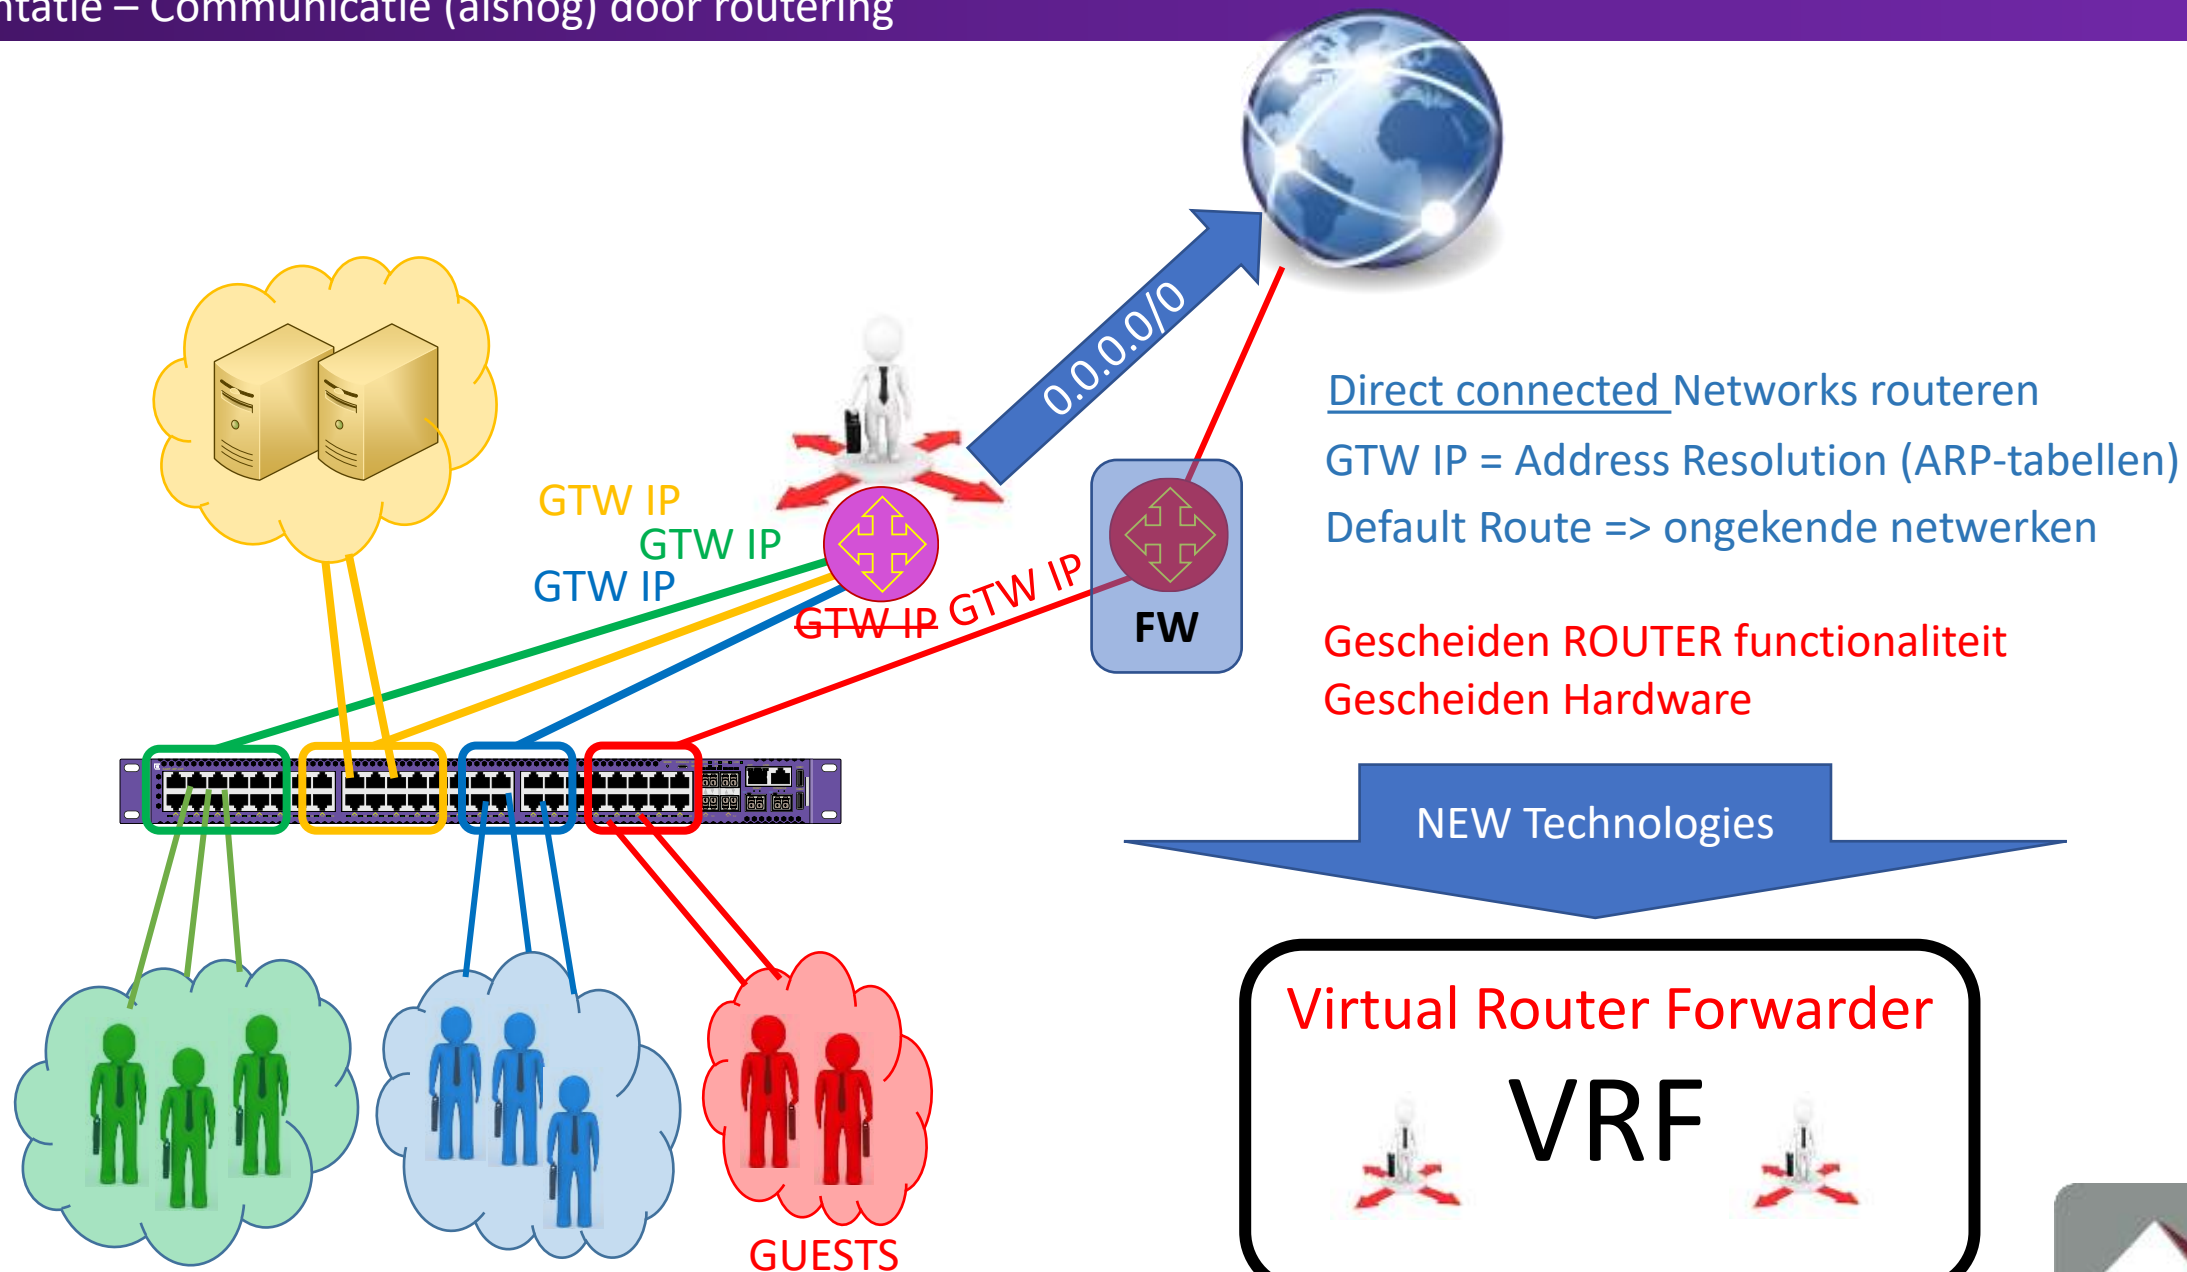 – Communicatie (alsnog) door routering
0.0.0.0/0
GTW IP
GTW IP
GTW IP
GTW IP
GTW IP
FW
Direct connected Networks routeren
GTW IP = Address Resolution (ARP-tabellen)
Default Route => ongekende netwerken
Gescheiden ROUTER functionaliteit
Gescheiden Hardware
NEW Technologies
Virtual Router Forwarder
VRF
GUESTS